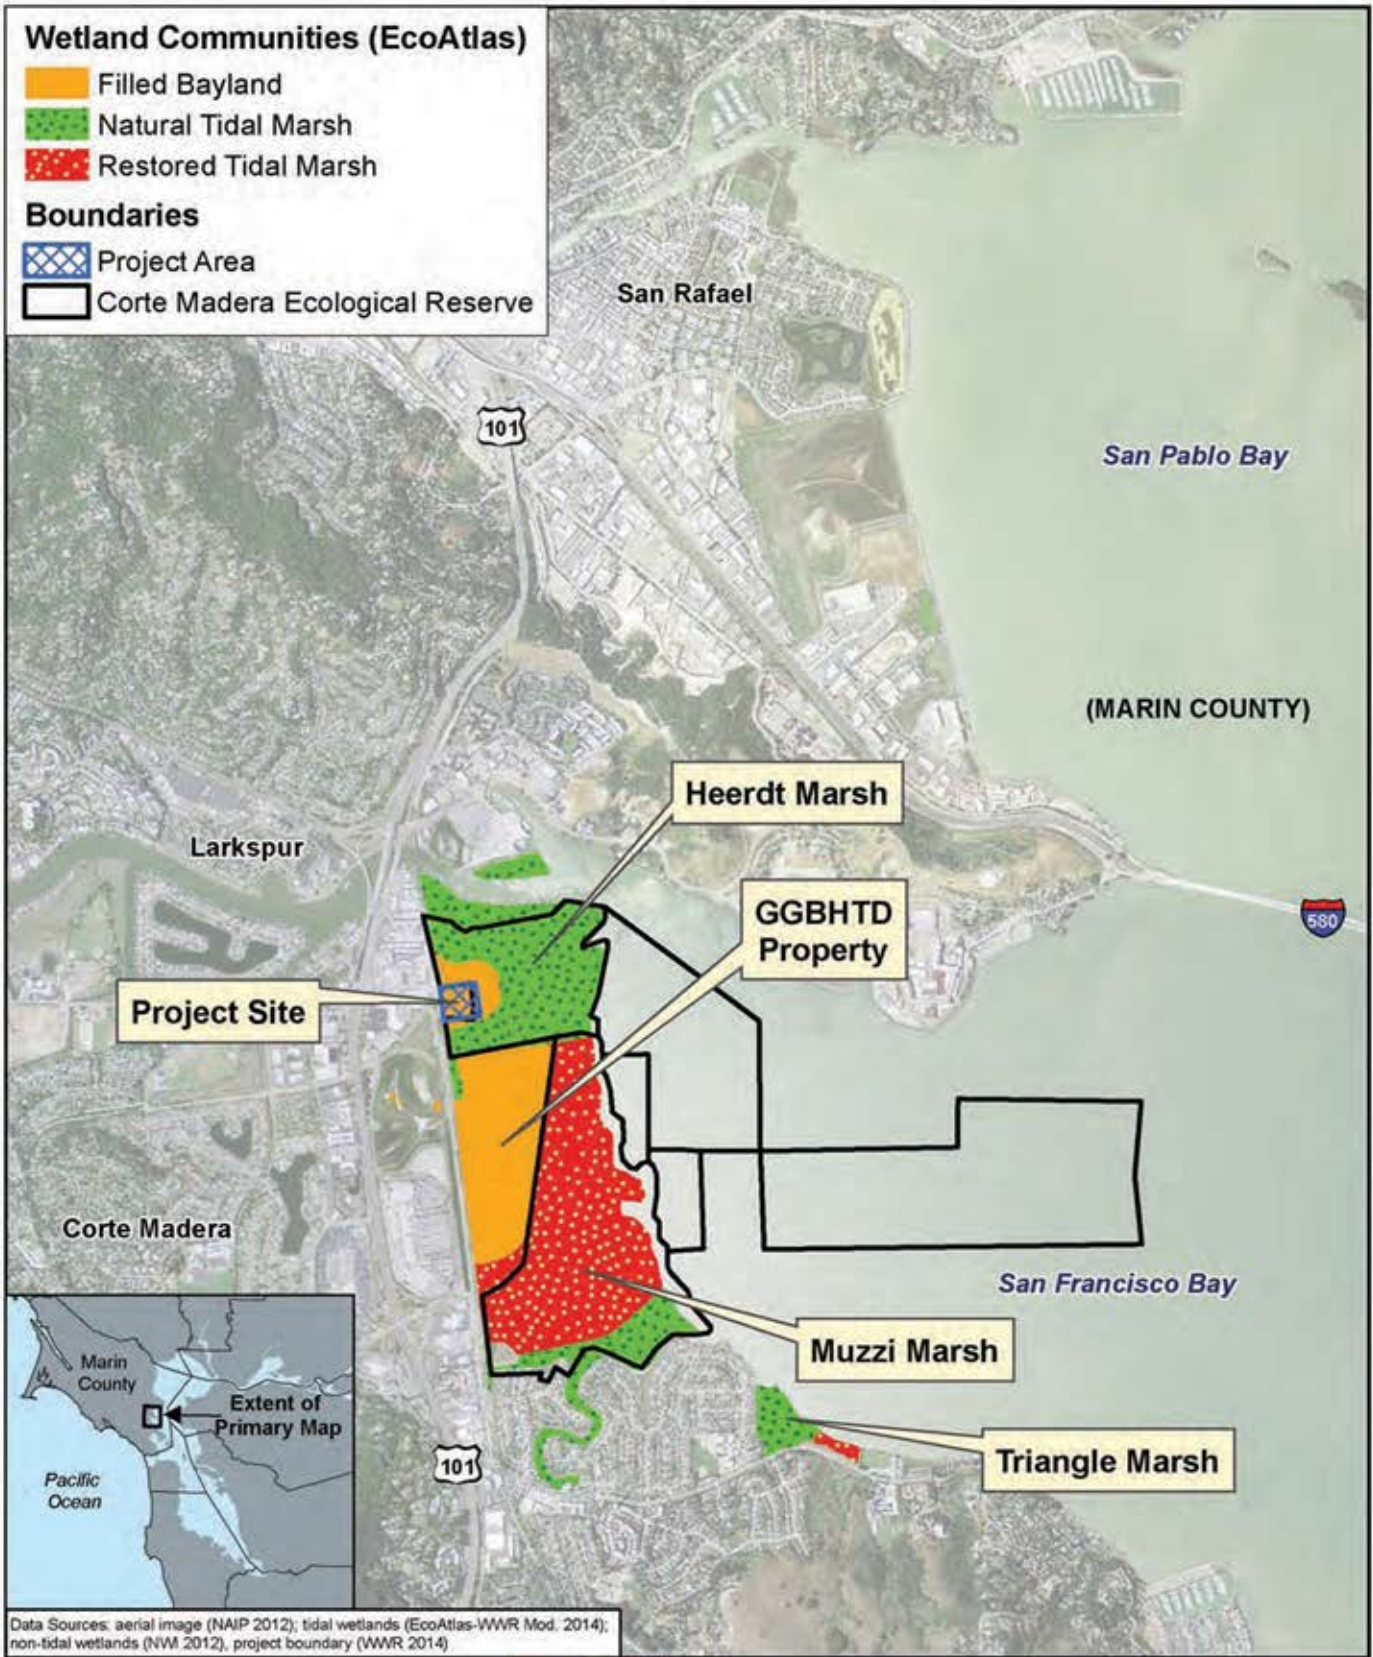 Wetland Communities (EcoAtlas)
Filled Bayland
Natural Tidal Marsh
Restored Tidal Marsh
Boundaries
Project Area
Corte Madera Ecological Reserve
San Rafael
101
San Pablo Bay
(MARIN COUNTY)
Heerdt Marsh
Larkspur
GGBHTD
Property
580
Project Site
Corte Madera
San Francisco Bay
Muzzi Marsh
Marin
County
Extent of
Primary Map
101
Triangle Marsh
Pacific
Ocean
Data Sources: aerial image (NAIP 2012); tidal wetlands (EcoAtlas-WWR Mod. 2014);
non-tidal wetlands (NWI 2012), project boundary (WWR 2014)